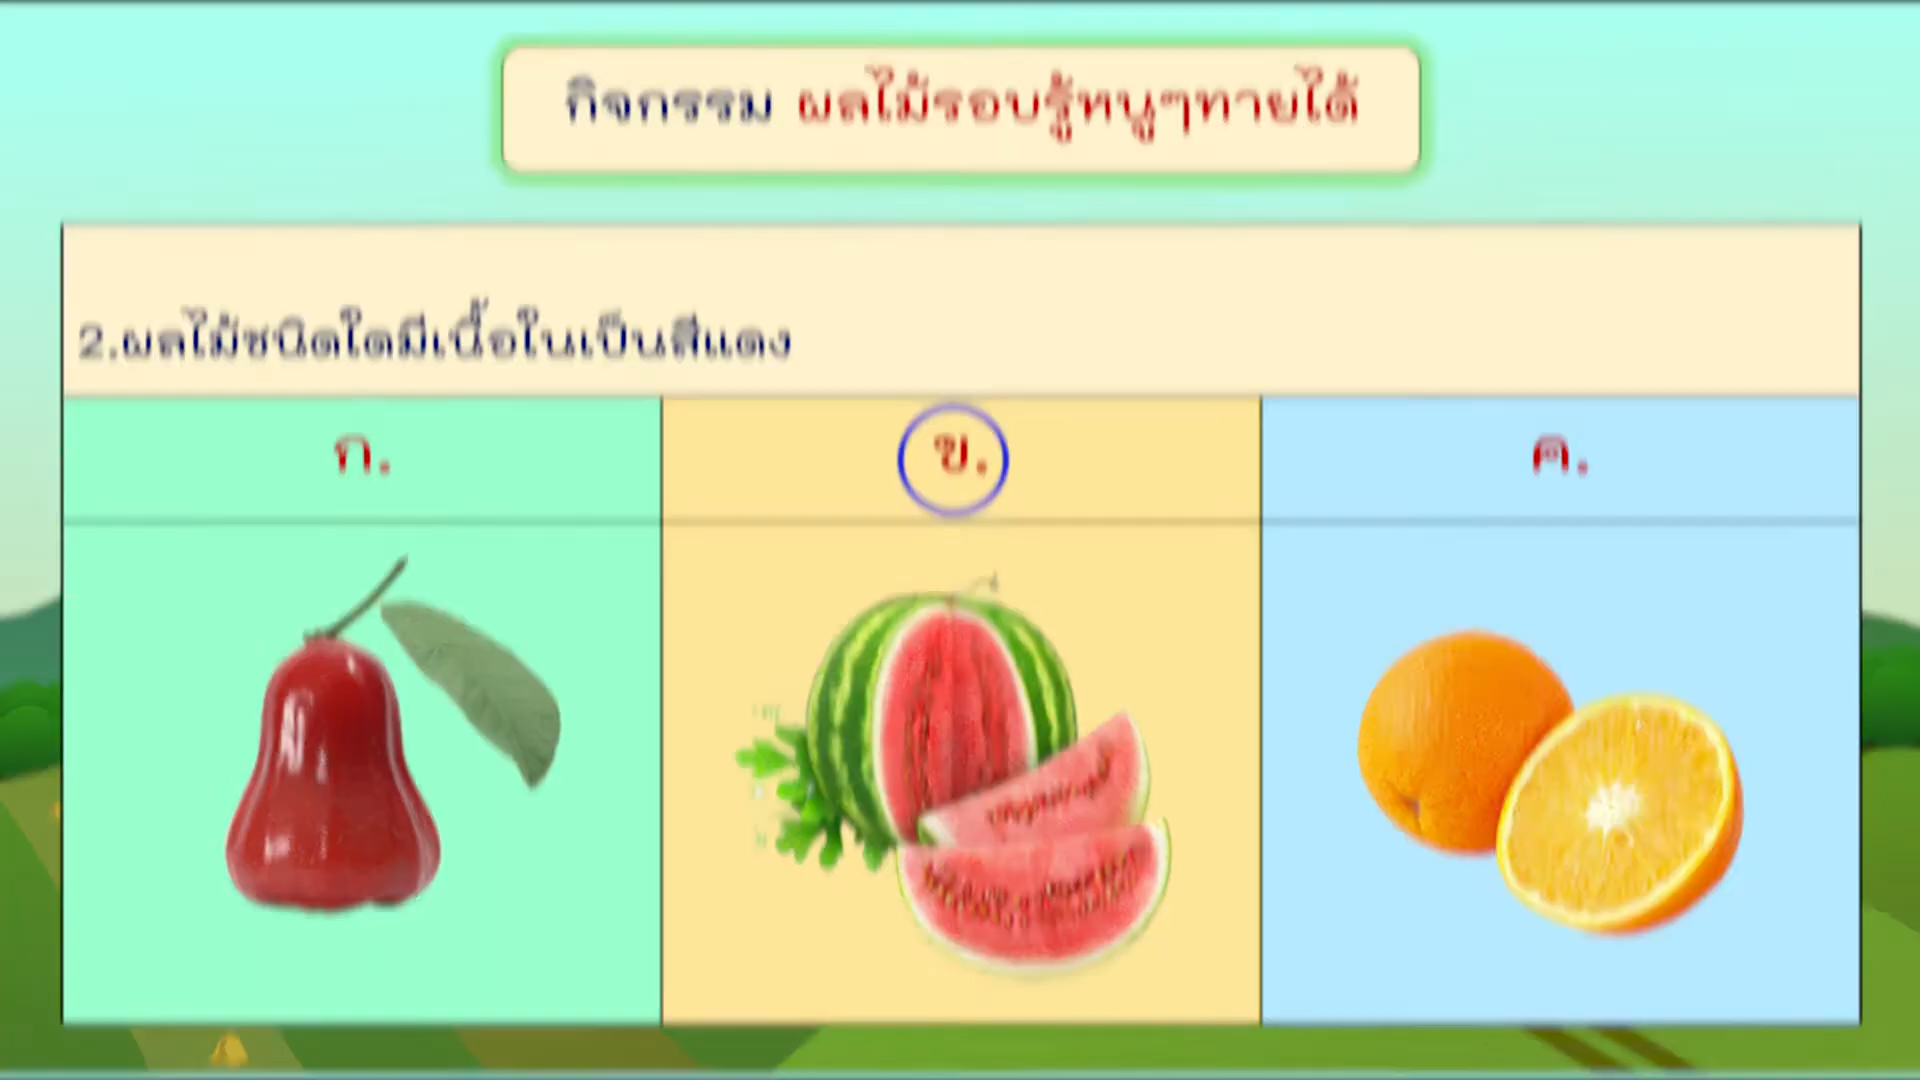 กิจกรรม ผลไม้รอบรู้หนูๆทายได้
2.ผลไม้ชนิดใดมีเนื้อในเป็นสีแดง
ก.
ข.
ค.